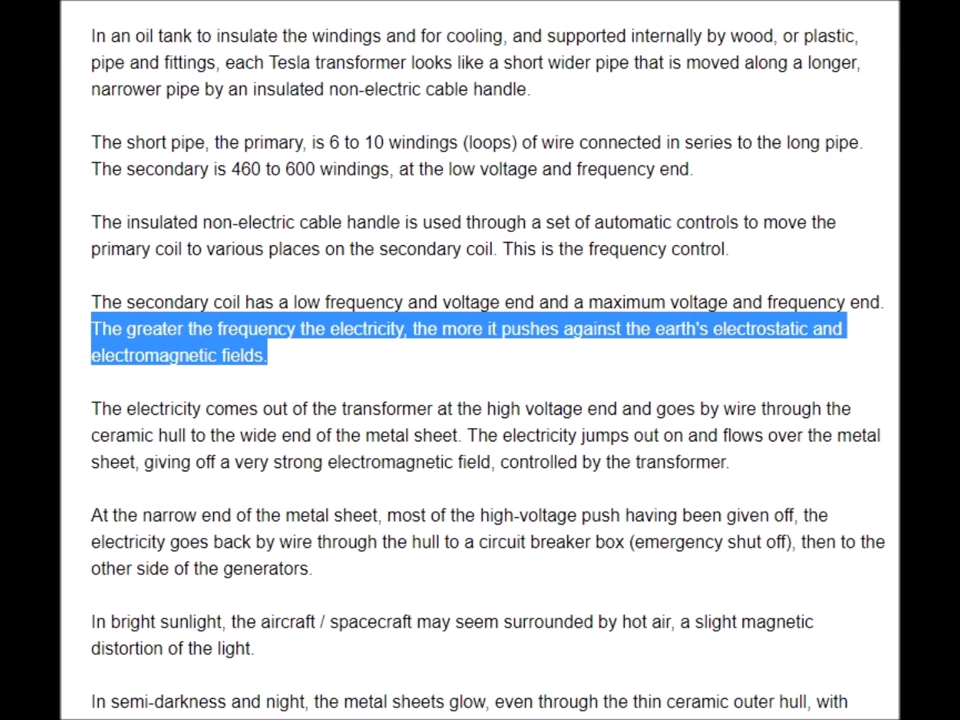 In an oil tank to insulate the windings and for cooling, and supported internally by wood, or plastic,
pipe and fittings, each Tesla transformer looks like a short wider pipe that is moved along a longer,
narrower pipe by an insulated non-electric cable handle.
The short pipe, the primary, is 6 to 10 windings (loops) of wire connected in series to the long pipe.
The secondary is 460 to 600 windings, at the low voltage and frequency end.
The insulated non-electric cable handle is used through a set of automatic controls to move the
primary coil to various places on the secondary coil. This is the frequency control.
The secondary coil has a low frequency and voltage end and a maximum voltage and frequency end.
The greater the frequency the electricity, the more it pushes against the earth's electrostatic and
electromagnetic fields.
The electricity comes out of the transformer at the high voltage end and goes by wire through the
ceramic hull to the wide end of the metal sheet. The electricity jumps out on and flows over the metal
sheet, giving off a very strong electromagnetic field, controlled by the transformer.
At the narrow end of the metal sheet, most of the high-voltage push having been given off, the
electricity goes back by wire through the hull to a circuit breaker box (emergency shut off), then to the
other side of the generators.
In bright sunlight, the aircraft / spacecraft may seem surrounded by hot air, a slight magnetic
distortion of the light.
In semi-darkness and night, the metal sheets glow, even through the thin ceramic outer hull, with